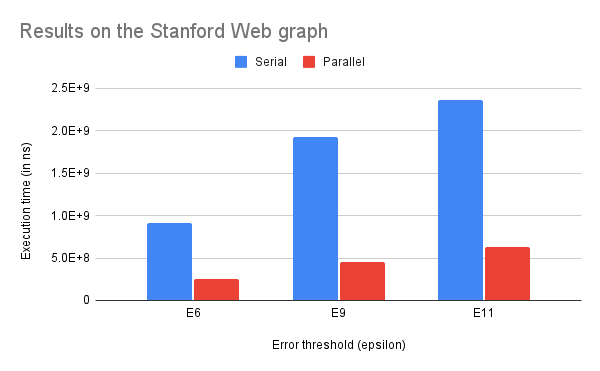 Results on the Stanford Web graph
Serial Parallel
2.5E+9
2.0E+9
1.5E+9
1.0E+9
5.0E+8
0
Execution time (in ns)
E6 E9 E11
Error threshold (epsilon)